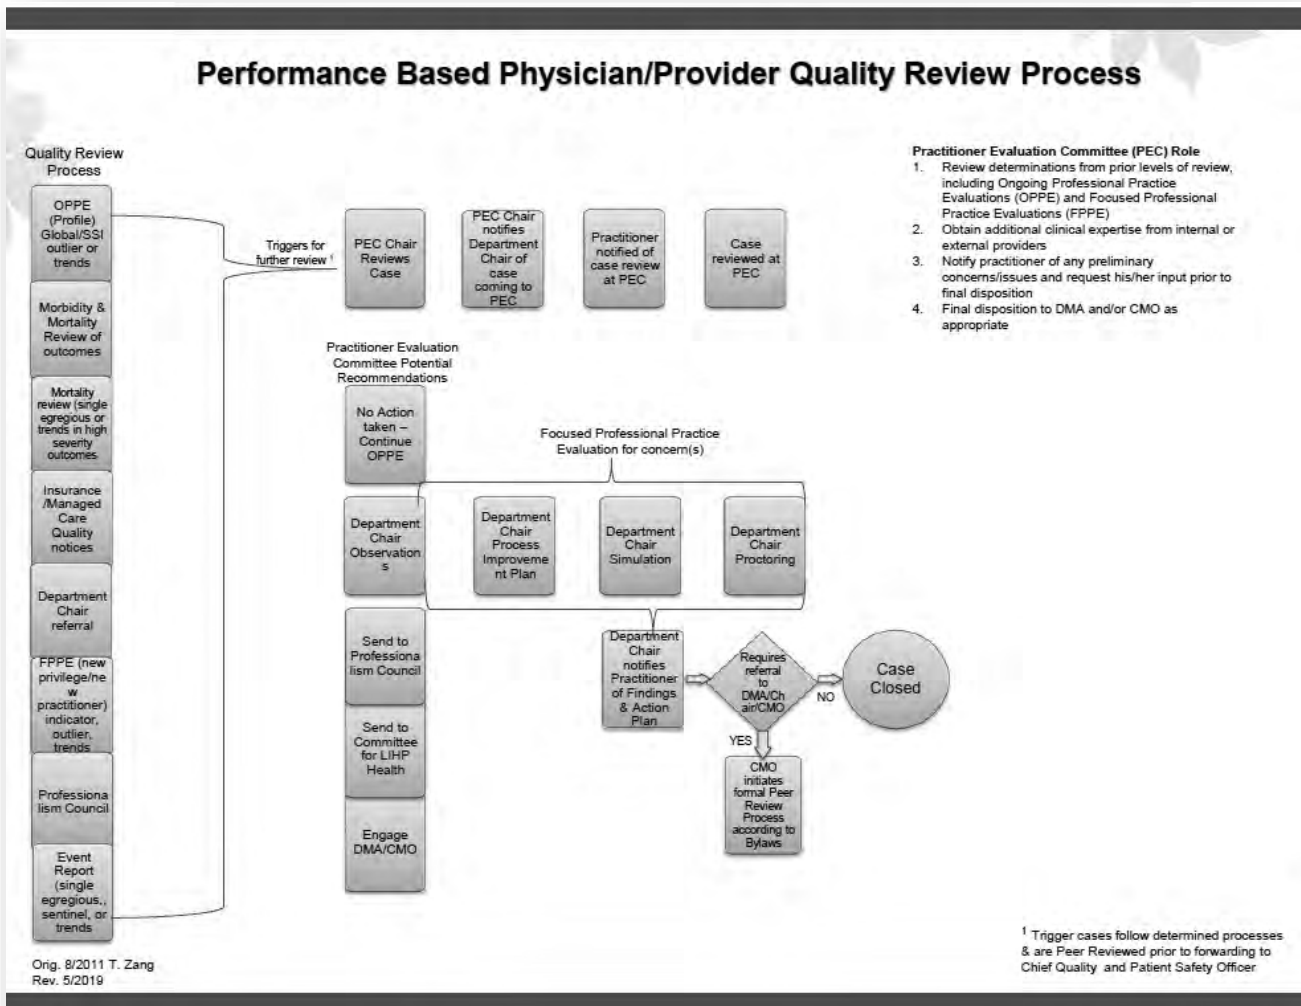 Performance Based Physician/Provider Quality Review Process
Quality Review
Process
OPPE
(Profile)
Global/SSI
outlier or
trends
Morbidity &
Mortality
Review of
outcomes
Mortality
review (single
egregious or
trends in high
severity
outcomes
Insurance
/Managed
Care
Quality
notices
Department
Chair
referral
FPPE (new
privilege/ne
w
practitioner)
indicator,
outlier,
trends
Professiona
lism Council
Event
Report
(single
egregious,,
sentinel, or
trends
Triggers for
further review 1
PEC Chair
Reviews
Case
PEC Chair
notifies
Department
Chair of
case
coming to
PEC
Practitioner
notified of
case review
at PEC
Case
reviewed at
PEC
Practitioner Evaluation Committee (PEC) Role
1. Review determinations from prior levels of review,
including Ongoing Professional Practice
Evaluations (OPPE) and Focused Professional
Practice Evaluations (FPPE)
2. Obtain additional clinical expertise from internal or
external providers
3. Notify practitioner of any preliminary
concerns/issues and request his/her input prior to
final disposition
4. Final disposition to DMA and/or CMO as
appropriate
Practitioner Evaluation
Committee Potential
Recommendations
No Action
taken –
Continue
OPPE
Focused Professional Practice
Evaluation for concern(s)
Department
Chair
Observation
s
Department
Chair
Process
Improveme
nt Plan
Department
Chair
Simulation
Department
Chair
Proctoring
Send to
Professiona
lism Council
Send to
Committee
for LIHP
Health
Engage
DMA/CMO
Department
Chair
notifies
Practitioner
of Findings
& Action
Plan
Requires
referral
to
DMA/Ch
air/CMO
NO
Case
Closed
YES
CMO
initiates
formal Peer
Review
Process
according to
Bylaws
1 Trigger cases follow determined processes
& are Peer Reviewed prior to forwarding to
Chief Quality and Patient Safety Officer
Orig. 8/2011 T. Zang
Rev. 5/2019